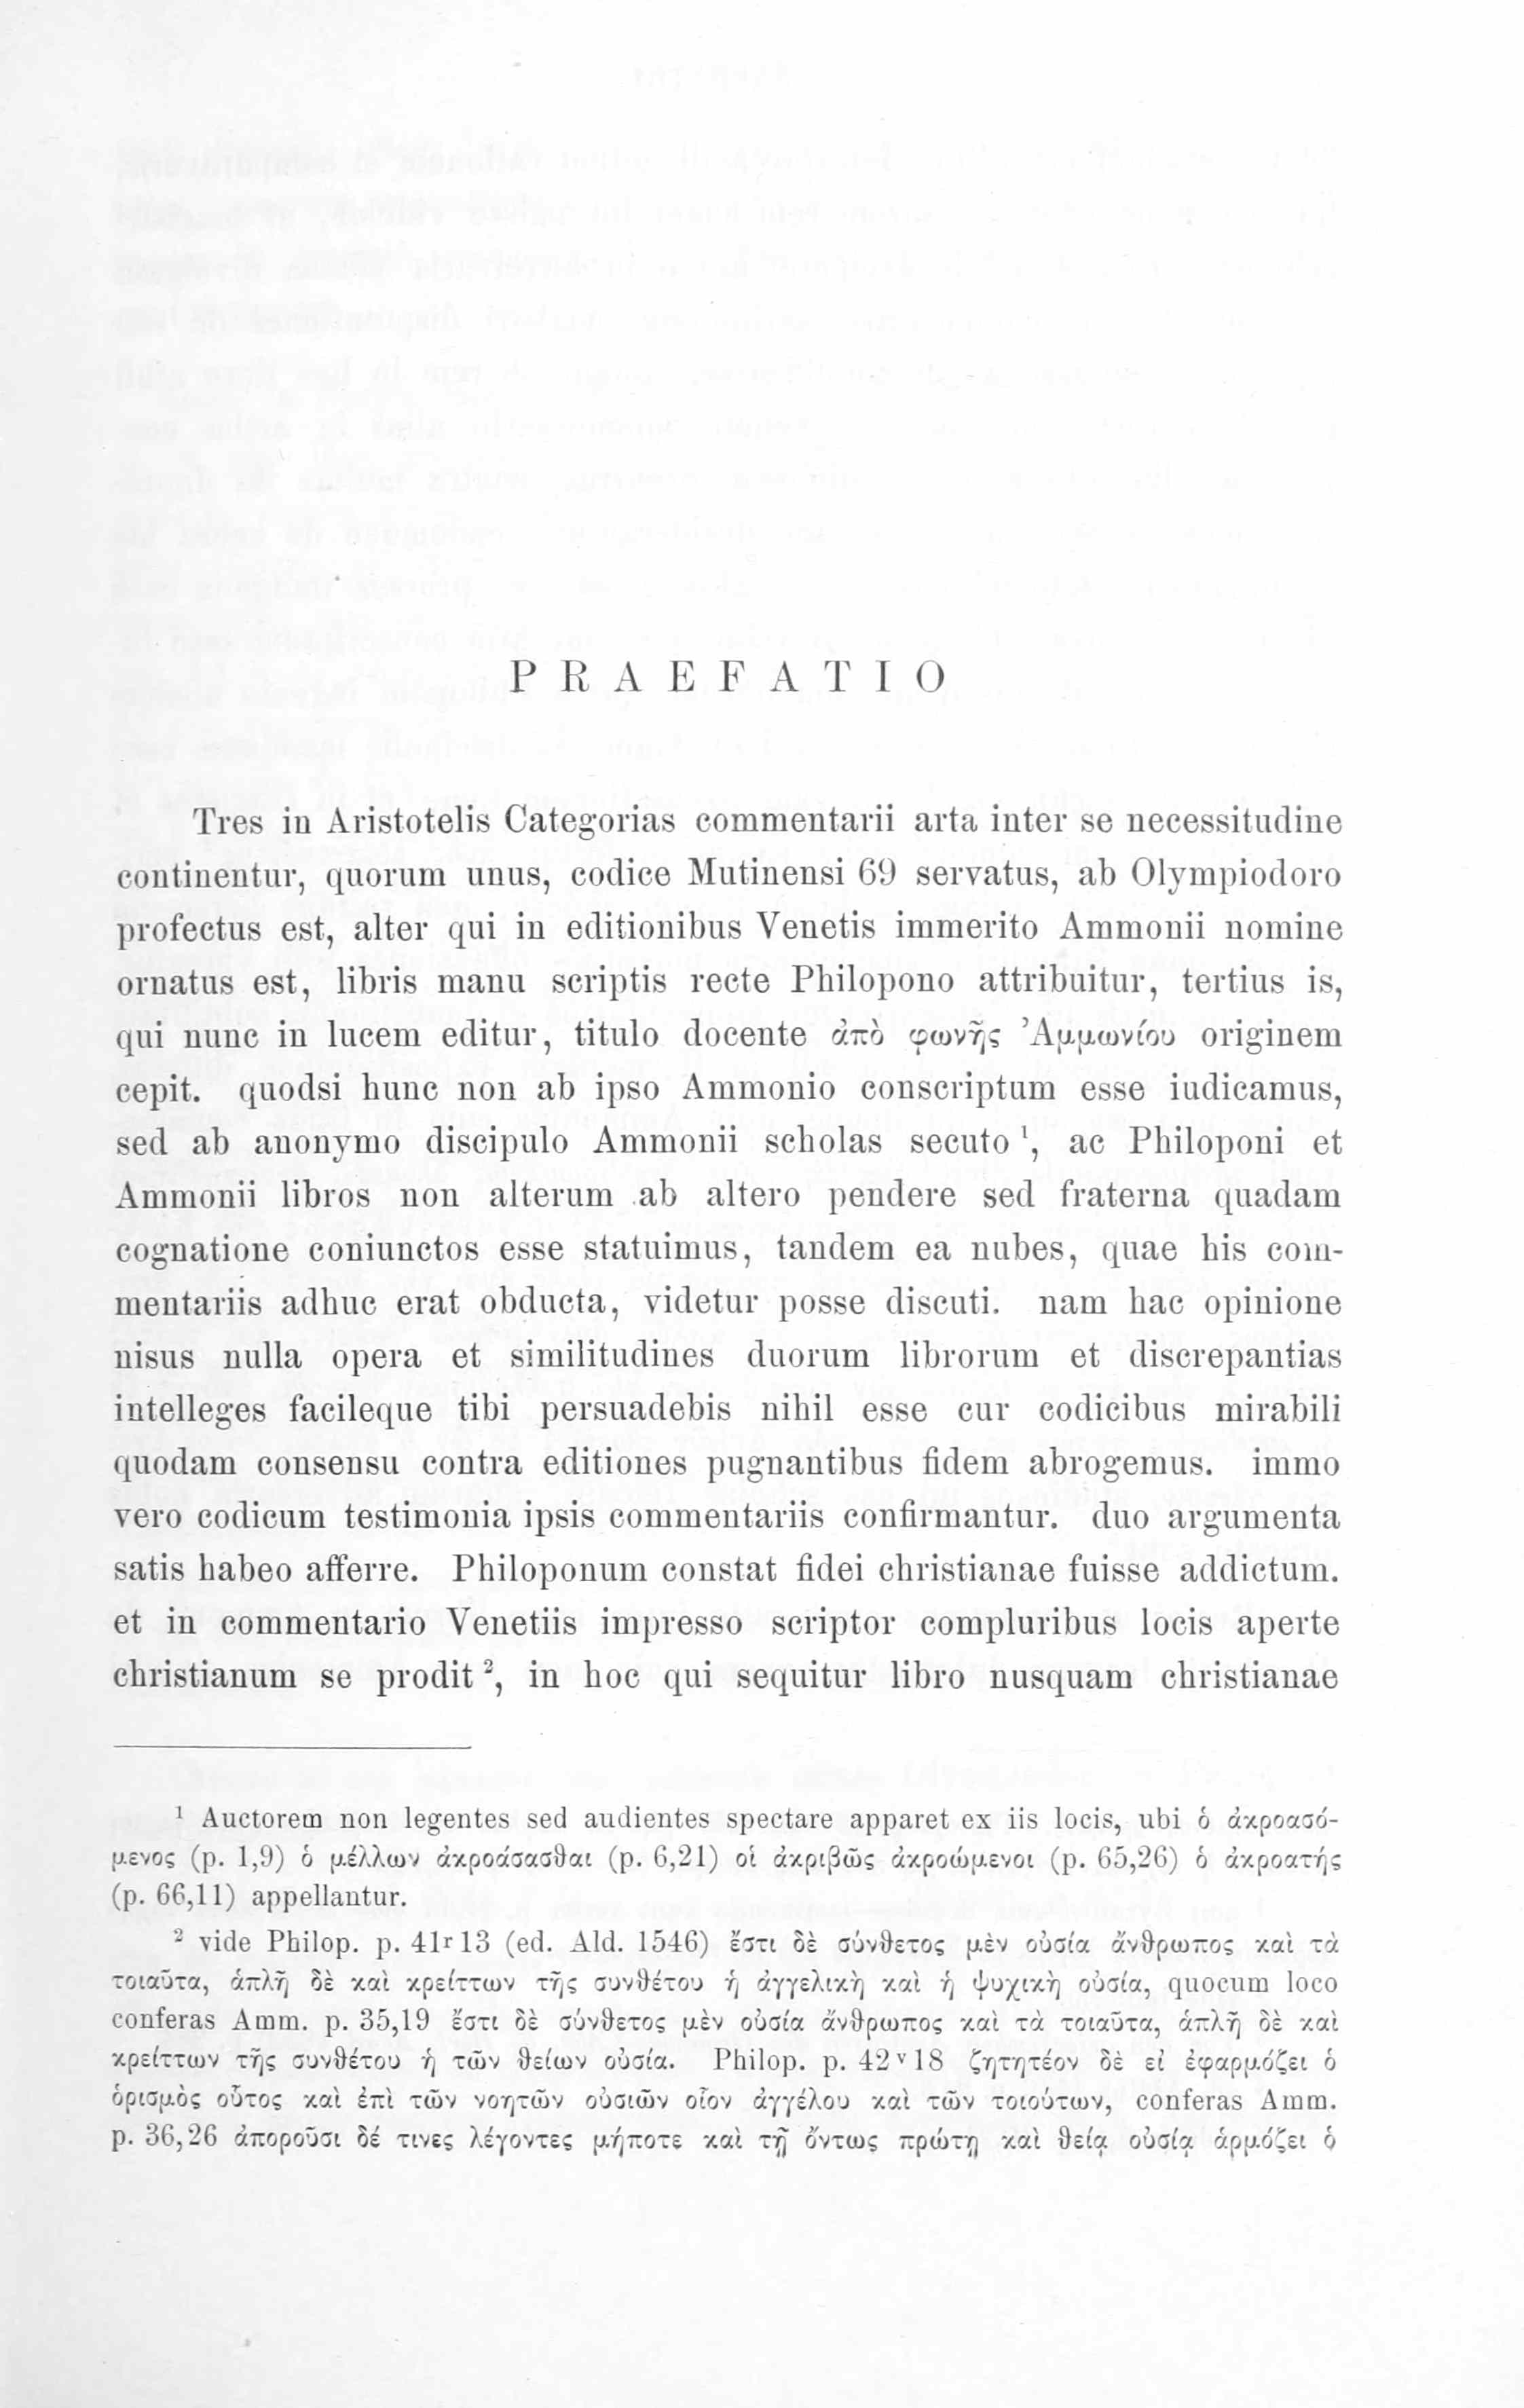 PRAEFATIO
Tres in Aristotelis Categorias commentarii arta inter se necessitudine
continentur, quorum unus, codice Mutinensi 69 servatus, ab Olympiodoro
profectus est, alter qui in editionibus Venetis immerito Ammonii nomine
ornatus est, libris manu scriptis recte Philopono attribuitur, tertius is,
qui nunc in lucem editur, titulo docente ἀπὸ φωνῆς Ἀμμωνίου originem
cepit. quodsi hunc non ab ipso Ammonio conscriptum esse iudicamus,
sed ab anonymo discipulo Ammonii scholas secuto ¹, ac Philoponi et
Ammonii libros non alterum ab altero pendere sed fraterna quadam
cognatione coniunctos esse statuimus, tandem ea nubes, quae his com-
mentariis adhuc erat obducta, videtur posse discuti. nam hac opinione
nisus nulla opera et similitudines duorum librorum et discrepantias
intelleges facileque tibi persuadebis nihil esse cur codicibus mirabili
quodam consensu contra editiones pugnantibus fidem abrogemus. immo
vero codicum testimonia ipsis commentariis confirmantur. duo argumenta
satis habeo afferre. Philoponum constat fidei christianae fuisse addictum.
et in commentario Venetiis impresso scriptor compluribus locis aperte
christianum se prodit ², in hoc qui sequitur libro nusquam christianae
¹ Auctorem non legentes sed audientes spectare apparet ex iis locis, ubi ὁ ἀκροασό-
μενος (p. 1,9) ὁ μέλλων ἀκροάσασθαι (p. 6,21) οἱ ἀκριβῶς ἀκροώμενοι (p. 65,26) ὁ ἀκροατής
(p. 66,11) appellantur.
² vide Philop. p. 41ʳ13 (ed. Ald. 1546) ἔστι δὲ σύνθετος μὲν οὐσία ἄνθρωπος καὶ τὰ
τοιαῦτα, ἁπλῆ δὲ καὶ κρείττων τῆς συνθέτου ἡ ἀγγελικὴ καὶ ἡ ψυχικὴ οὐσία, quocum loco
conferas Amm. p. 35,19 ἔστι δὲ σύνθετος μὲν οὐσία ἄνθρωπος καὶ τὰ τοιαῦτα, ἁπλῆ δὲ καὶ
κρείττων τῆς συνθέτου ἡ τῶν θείων οὐσία. Philop. p. 42ᵛ18 ζητητέον δὲ εἰ ἐφαρμόζει ὁ
ὁρισμὸς οὗτος καὶ ἐπὶ τῶν νοητῶν οὐσιῶν οἷον ἀγγέλου καὶ τῶν τοιούτων, conferas Amm.
p. 36,26 ἀποροῦσι δέ τινες λέγοντες μήποτε καὶ τῇ ὄντως πρώτῃ καὶ θείᾳ οὐσίᾳ ἁρμόζει ὁ